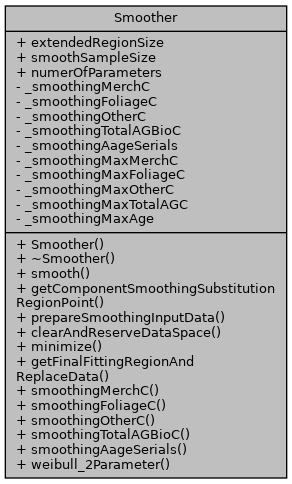 Smoother
+ extendedRegionSize
+ smoothSampleSize
+ numerOfParameters
- _smoothingMerchC
- _smoothingFoliageC
- _smoothingOtherC
- _smoothingTotalAGBioC
- _smoothingAageSerials
- _smoothingMaxMerchC
- _smoothingMaxFoliageC
- _smoothingMaxOtherC
- _smoothingMaxTotalAGC
- _smoothingMaxAge
+ Smoother()
+ ~Smoother()
+ smooth()
+ getComponentSmoothingSubstitution
RegionPoint()
+ prepareSmoothingInputData()
+ clearAndReserveDataSpace()
+ minimize()
+ getFinalFittingRegionAnd
ReplaceData()
+ smoothingMerchC()
+ smoothingFoliageC()
+ smoothingOtherC()
+ smoothingTotalAGBioC()
+ smoothingAageSerials()
+ weibull_2Parameter()